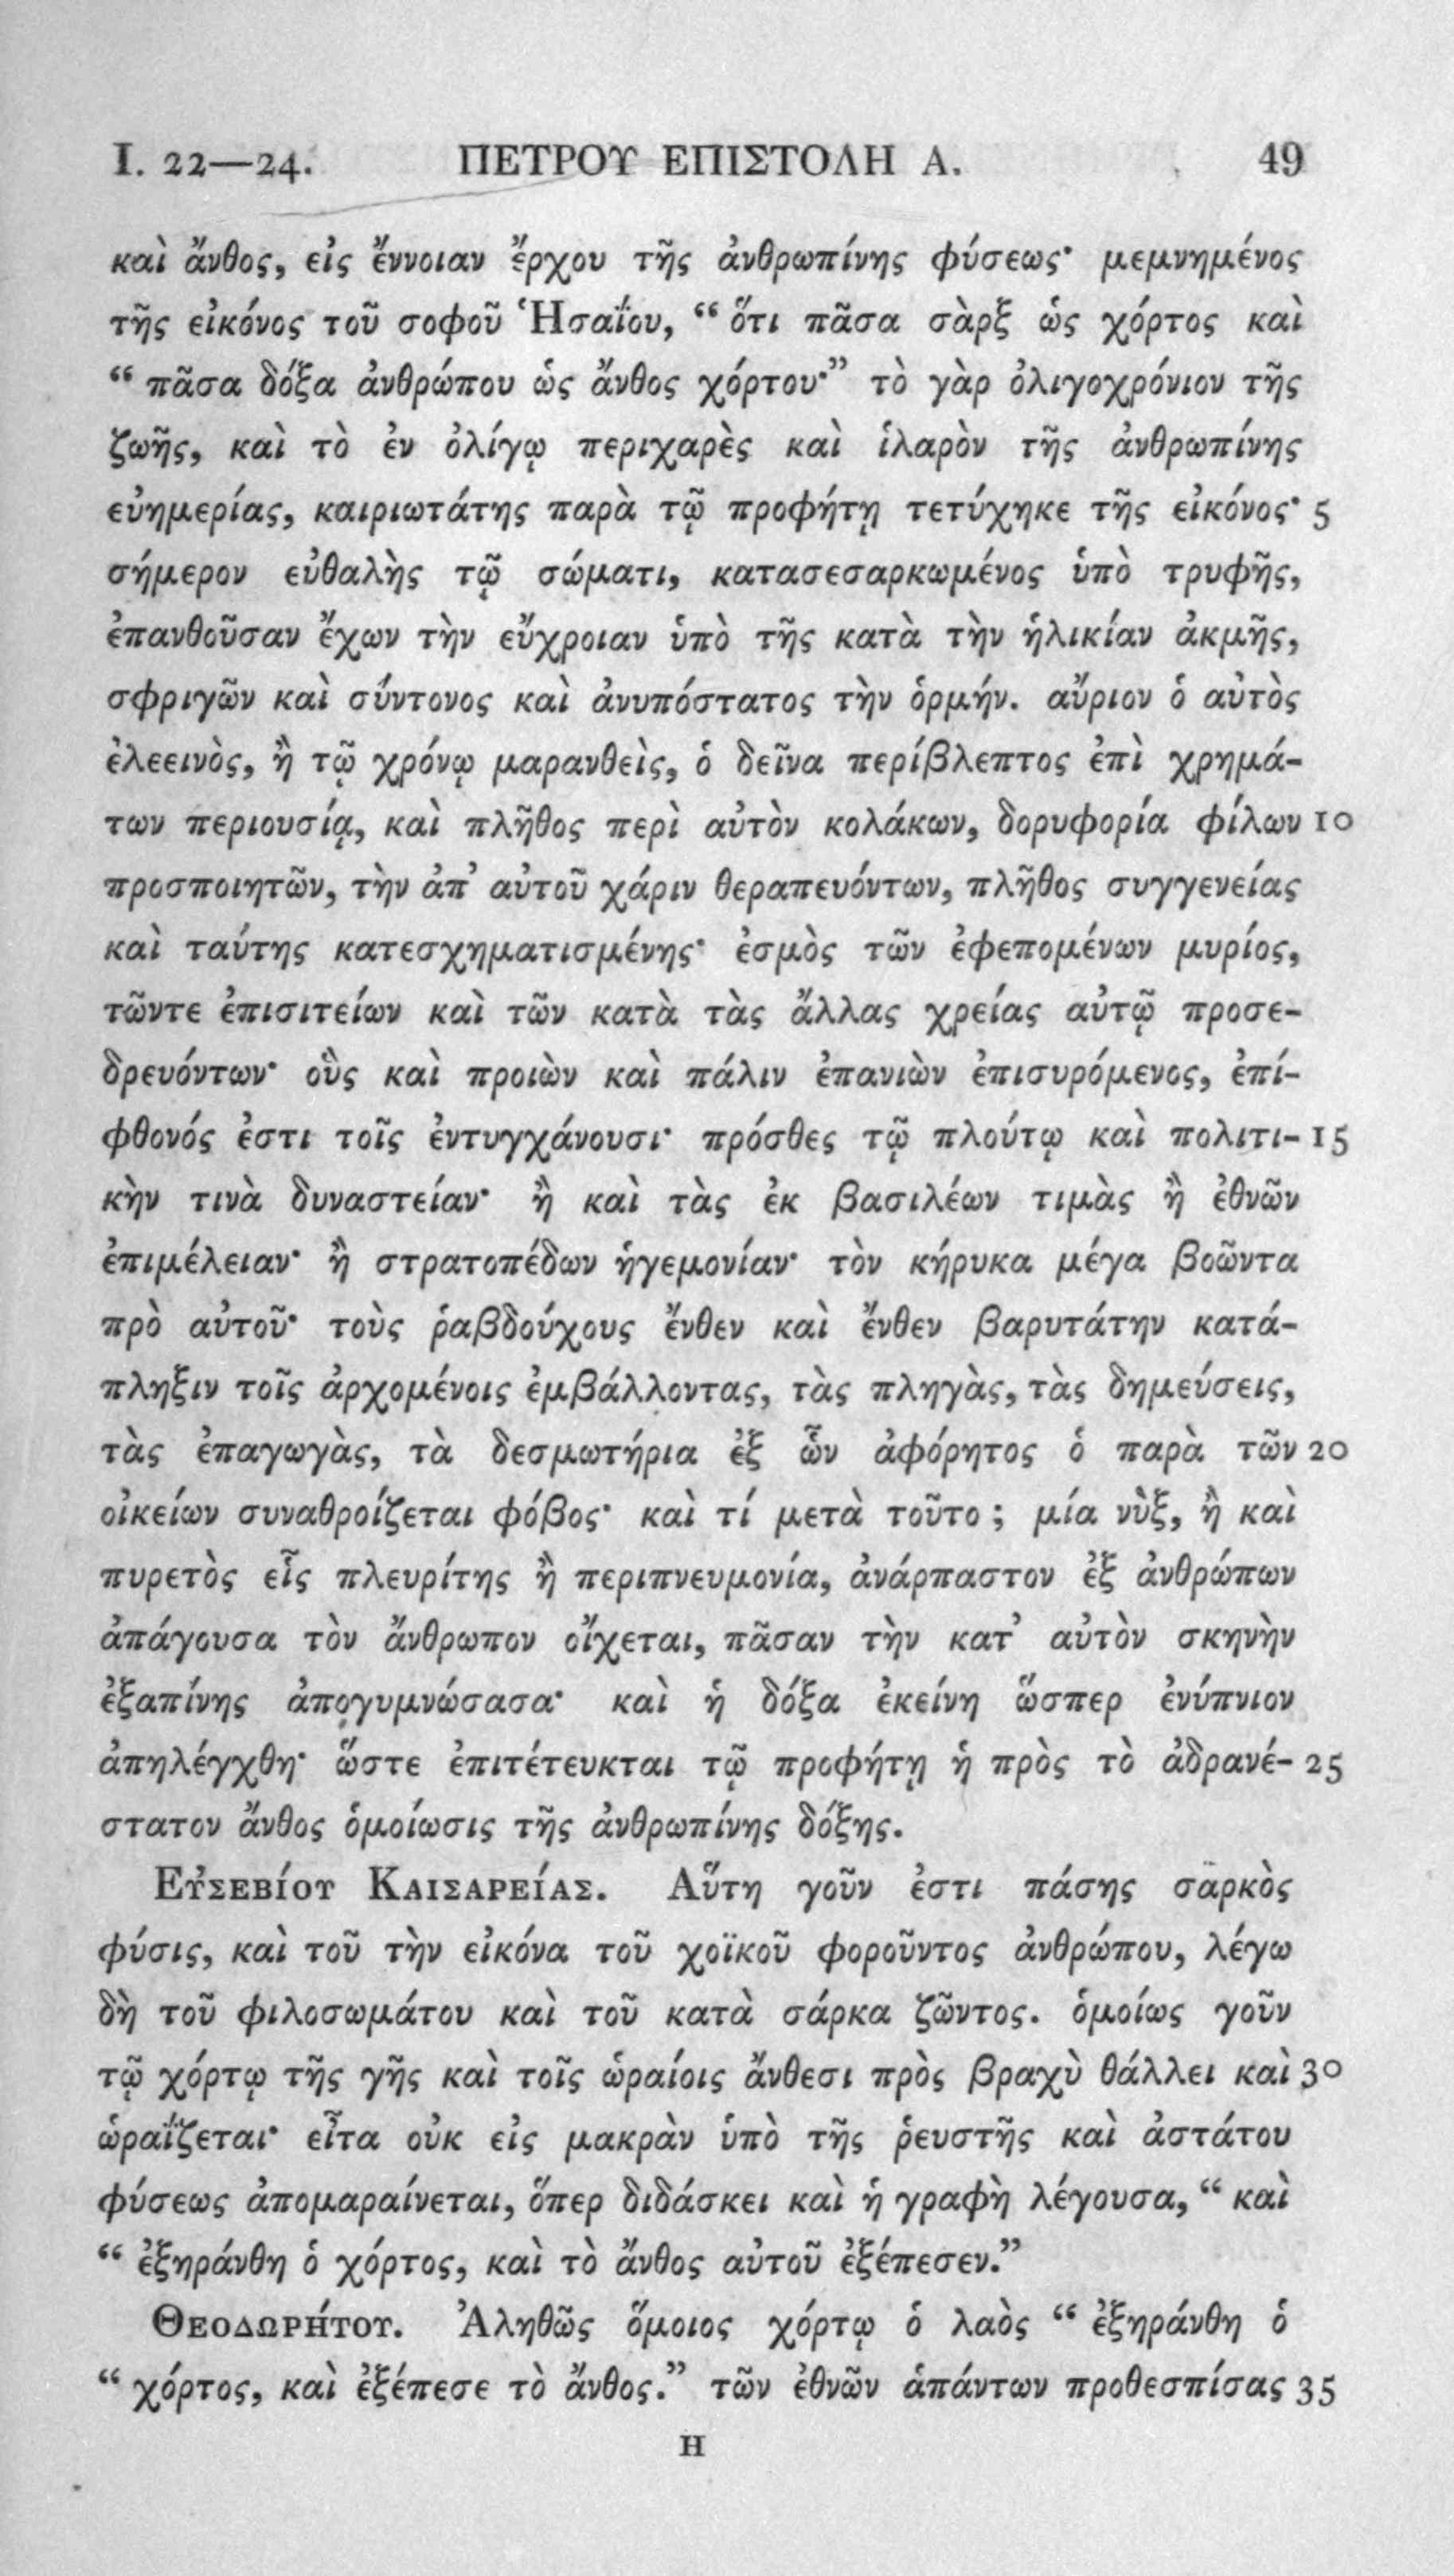 I. 22—24. ΠΕΤΡΟΥ ΕΠΙΣΤΟΛΗ Α. 49
καὶ ἄνθος, εἰς ἔννοιαν ἔρχου τῆς ἀνθρωπίνης φύσεως· μεμνημένος
τῆς εἰκόνος τοῦ σοφοῦ Ἡσαΐου, “ ὅτι πᾶσα σὰρξ ὡς χόρτος καὶ
“ πᾶσα δόξα ἀνθρώπου ὡς ἄνθος χόρτου·” τὸ γὰρ ὀλιγοχρόνιον τῆς
ζωῆς, καὶ τὸ ἐν ὀλίγῳ περιχαρὲς καὶ ἱλαρὸν τῆς ἀνθρωπίνης
εὐημερίας, καιριωτάτης παρὰ τῷ προφήτῃ τετύχηκε τῆς εἰκόνος· 5
σήμερον εὐθαλὴς τῷ σώματι, κατασεσαρκωμένος ὑπὸ τρυφῆς,
ἐπανθοῦσαν ἔχων τὴν εὔχροιαν ὑπὸ τῆς κατὰ τὴν ἡλικίαν ἀκμῆς,
σφριγῶν καὶ σύντονος καὶ ἀνυπόστατος τὴν ὁρμήν. αὔριον ὁ αὐτὸς
ἐλεεινὸς, ἢ τῷ χρόνῳ μαρανθεὶς, ὁ δεῖνα περίβλεπτος ἐπὶ χρημά-
των περιουσίᾳ, καὶ πλῆθος περὶ αὐτὸν κολάκων, δορυφορία φίλων 10
προσποιητῶν, τὴν ἀπ’ αὐτοῦ χάριν θεραπευόντων, πλῆθος συγγενείας
καὶ ταύτης κατεσχηματισμένης· ἐσμὸς τῶν ἐφεπομένων μυρίος,
τῶντε ἐπισιτείων καὶ τῶν κατὰ τὰς ἄλλας χρείας αὐτῷ προσε-
δρευόντων· οὓς καὶ προιὼν καὶ πάλιν ἐπανιὼν ἐπισυρόμενος, ἐπί-
φθονός ἐστι τοῖς ἐντυγχάνουσι· πρόσθες τῷ πλούτῳ καὶ πολιτι- 15
κὴν τινὰ δυναστείαν· ἢ καὶ τὰς ἐκ βασιλέων τιμὰς ἢ ἐθνῶν
ἐπιμέλειαν· ἢ στρατοπέδων ἡγεμονίαν· τὸν κήρυκα μέγα βοῶντα
πρὸ αὐτοῦ· τοὺς ῥαβδούχους ἔνθεν καὶ ἔνθεν βαρυτάτην κατά-
πληξιν τοῖς ἀρχομένοις ἐμβάλλοντας, τὰς πληγὰς, τὰς δημεύσεις,
τὰς ἐπαγωγὰς, τὰ δεσμωτήρια ἐξ ὧν ἀφόρητος ὁ παρὰ τῶν 20
οἰκείων συναθροίζεται φόβος· καὶ τί μετὰ τοῦτο ; μία νὺξ, ἢ καὶ
πυρετὸς εἷς πλευρίτης ἢ περιπνευμονία, ἀνάρπαστον ἐξ ἀνθρώπων
ἀπάγουσα τὸν ἄνθρωπον οἴχεται, πᾶσαν τὴν κατ’ αὐτὸν σκηνὴν
ἐξαπίνης ἀπογυμνώσασα· καὶ ἡ δόξα ἐκείνη ὥσπερ ἐνύπνιον
ἀπηλέγχθη· ὥστε ἐπιτέτευκται τῷ προφήτῃ ἡ πρὸς τὸ ἀδρανέ- 25
στατον ἄνθος ὁμοίωσις τῆς ἀνθρωπίνης δόξης.
Εὐσεβίου Καισαρείας. Αὕτη γοῦν ἐστι πάσης σαρκὸς
φύσις, καὶ τοῦ τὴν εἰκόνα τοῦ χοϊκοῦ φοροῦντος ἀνθρώπου, λέγω
δὴ τοῦ φιλοσωμάτου καὶ τοῦ κατὰ σάρκα ζῶντος. ὁμοίως γοῦν
τῷ χόρτῳ τῆς γῆς καὶ τοῖς ὡραίοις ἄνθεσι πρὸς βραχὺ θάλλει καὶ 30
ὡραΐζεται· εἶτα οὐκ εἰς μακρὰν ὑπὸ τῆς ῥευστῆς καὶ ἀστάτου
φύσεως ἀπομαραίνεται, ὅπερ διδάσκει καὶ ἡ γραφὴ λέγουσα, “ καὶ
“ ἐξηράνθη ὁ χόρτος, καὶ τὸ ἄνθος αὐτοῦ ἐξέπεσεν.”
Θεοδωρήτου. Ἀληθῶς ὅμοιος χόρτῳ ὁ λαὸς “ ἐξηράνθη ὁ
“ χόρτος, καὶ ἐξέπεσε τὸ ἄνθος.” τῶν ἐθνῶν ἁπάντων προθεσπίσας 35
H